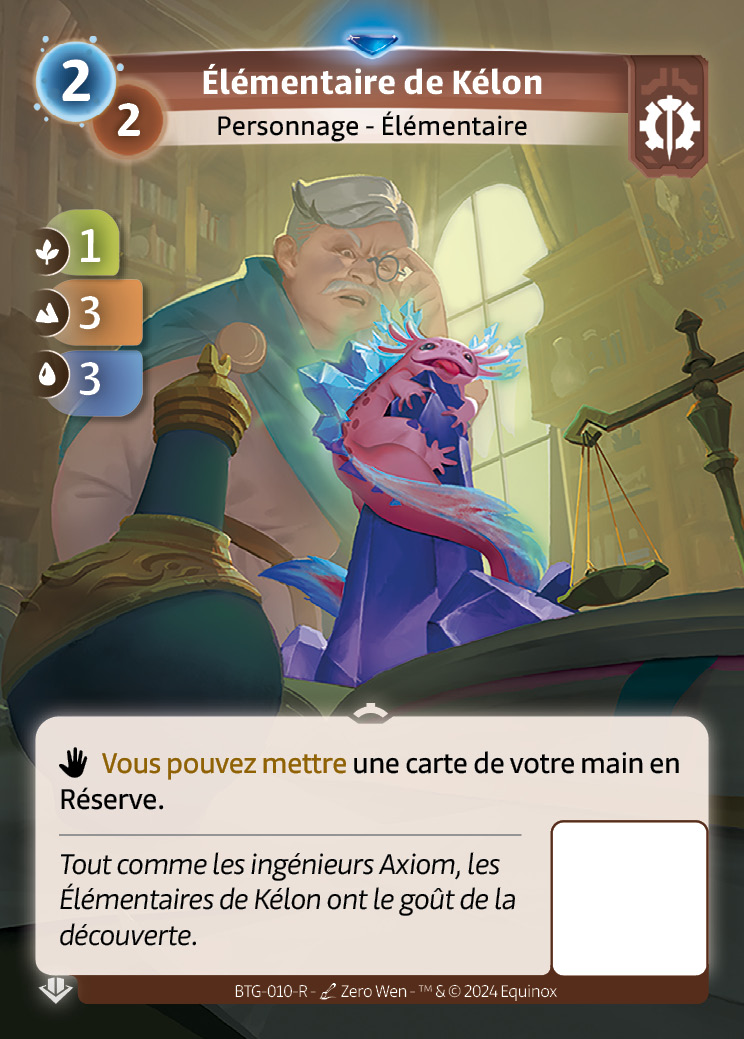 2
Élémentaire de Kélon
2
Personnage - Élémentaire
1
3
3
Vous pouvez mettre une carte de votre main en
Réserve.
Tout comme les ingénieurs Axiom, les
Élémentaires de Kélon ont le goût de la
découverte.
BTG-010-R - Zero Wen - ™ & © 2024 Equinox